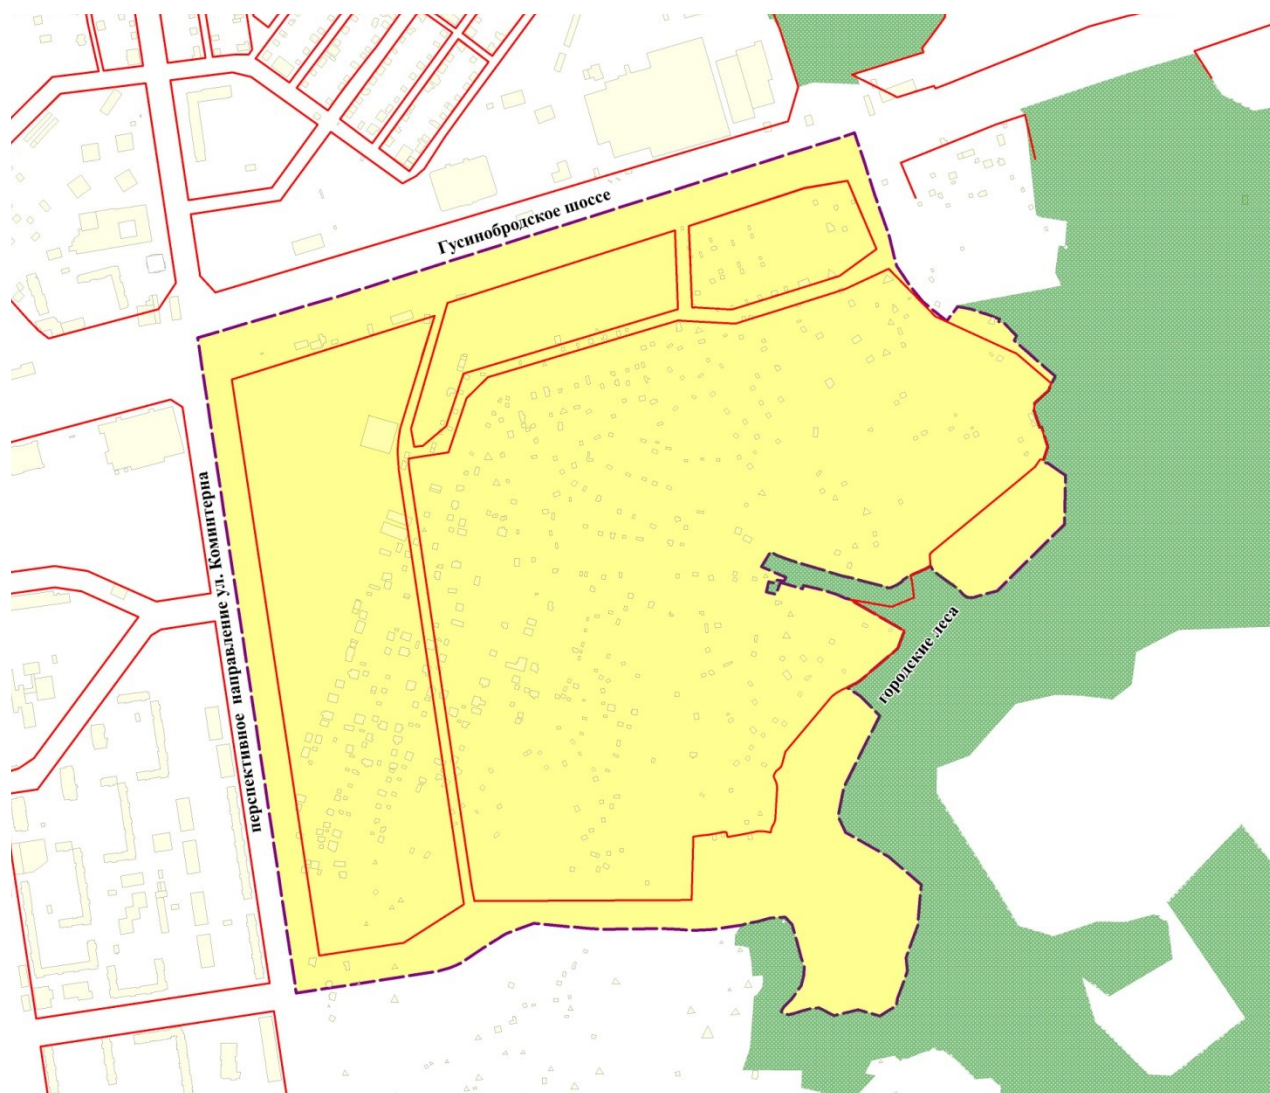 Гусинобродское шоссе
перспективное направление ул. Коминтерна
городские леса